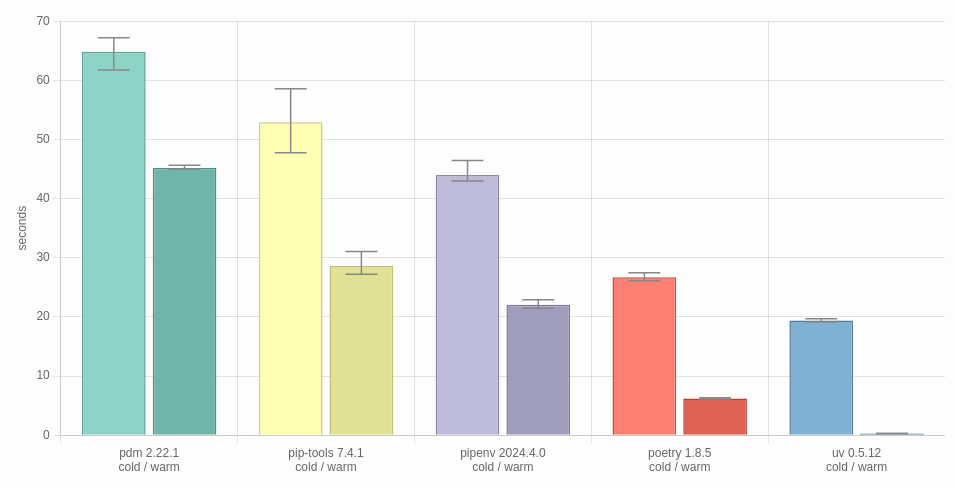 70
60
50
40
30
20
10
0
seconds
pdm 2.22.1
cold / warm
pip-tools 7.4.1
cold / warm
pipenv 2024.4.0
cold / warm
poetry 1.8.5
cold / warm
uv 0.5.12
cold / warm